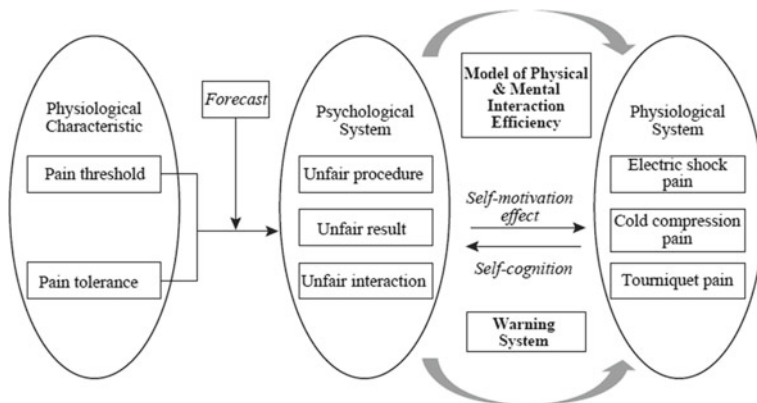 Physiological
Characteristic
Pain threshold
Pain tolerance
Forecast
Psychological
System
Unfair procedure
Unfair result
Unfair interaction
Model of Physical
& Mental
Interaction
Efficiency
Self-motivation
effect
Self-cognition
Warning
System
Physiological
System
Electric shock
pain
Cold compression
pain
Tourniquet pain